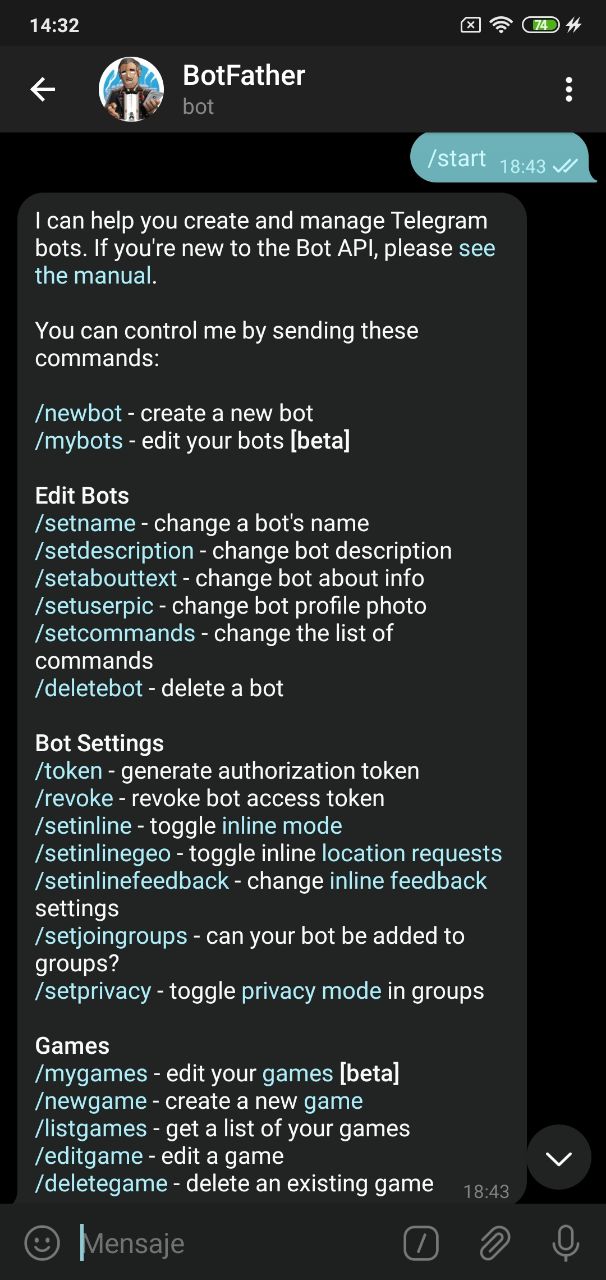 14:32
74
BotFather
bot
/start 18:43
I can help you create and manage Telegram
bots. If you're new to the Bot API, please see
the manual.
You can control me by sending these
commands:
/newbot - create a new bot
/mybots - edit your bots [beta]
Edit Bots
/setname - change a bot's name
/setdescription - change bot description
/setabouttext - change bot about info
/setuserpic - change bot profile photo
/setcommands - change the list of
commands
/deletebot - delete a bot
Bot Settings
/token - generate authorization token
/revoke - revoke bot access token
/setinline - toggle inline mode
/setinlinegeo - toggle inline location requests
/setinlinefeedback - change inline feedback
settings
/setjoingroups - can your bot be added to
groups?
/setprivacy - toggle privacy mode in groups
Games
/mygames - edit your games [beta]
/newgame - create a new game
/listgames - get a list of your games
/editgame - edit a game
/deletegame - delete an existing game 18:43
Mensaje